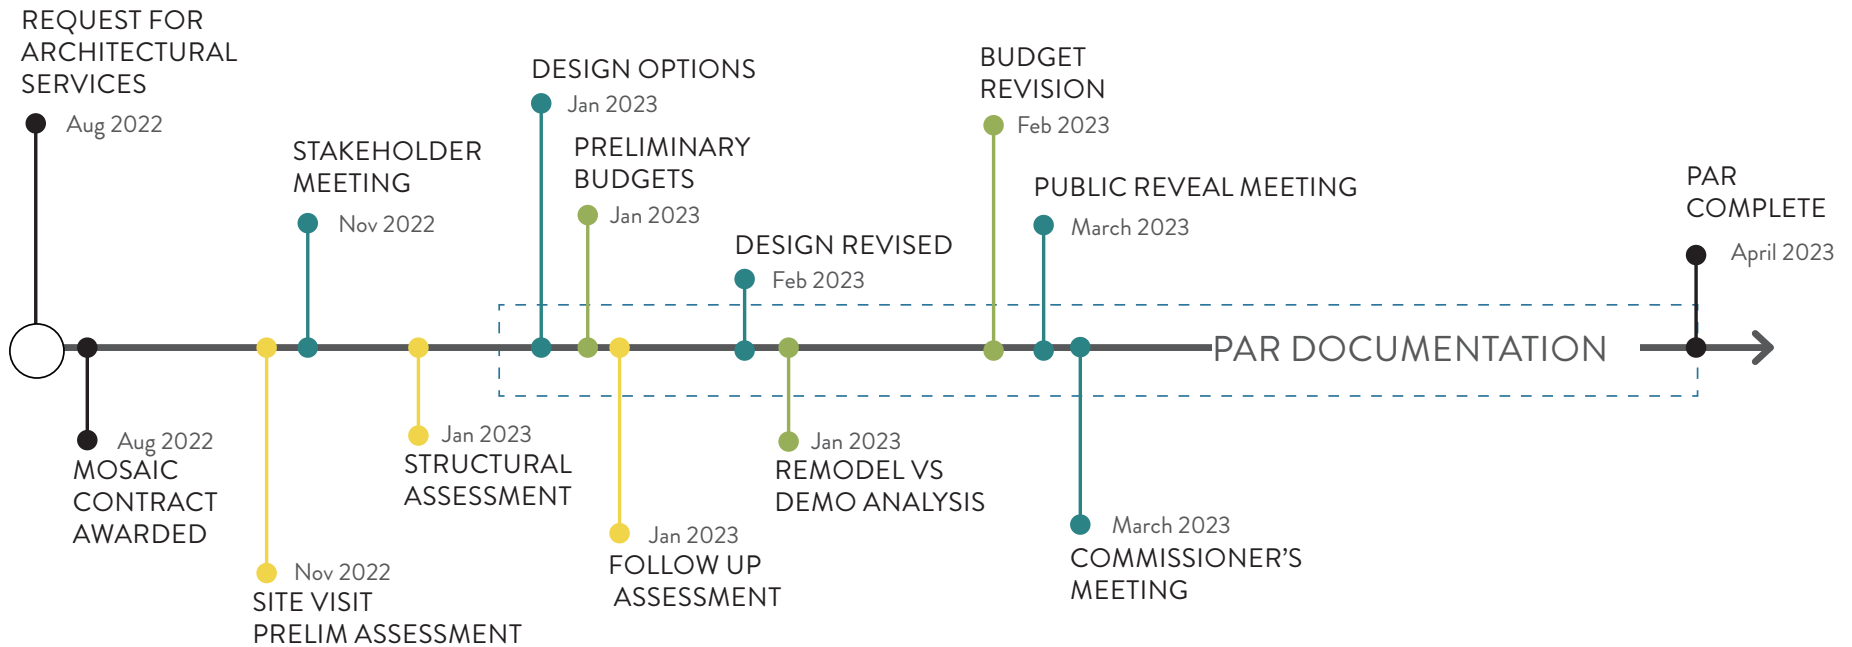 REQUEST FOR
ARCHITECTURAL
SERVICES
Aug 2022
STAKEHOLDER
MEETING
Nov 2022
DESIGN OPTIONS
Jan 2023
PRELIMINARY
BUDGETS
Jan 2023
DESIGN REVISED
Feb 2023
BUDGET
REVISION
Feb 2023
PUBLIC REVEAL MEETING
March 2023
PAR
COMPLETE
April 2023
PAR DOCUMENTATION
Aug 2022
MOSAIC
CONTRACT
AWARDED
Nov 2022
SITE VISIT
PRELIM ASSESSMENT
Jan 2023
STRUCTURAL
ASSESSMENT
Jan 2023
FOLLOW UP
ASSESSMENT
Jan 2023
REMODEL VS
DEMO ANALYSIS
March 2023
COMMISSIONER’S
MEETING